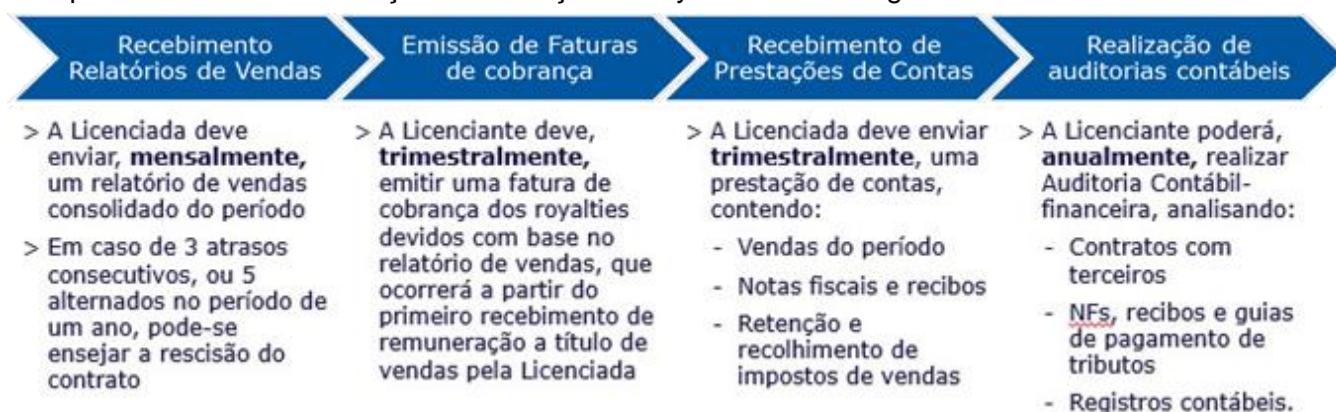 Recebimento
Relatórios de Vendas
Emissão de Faturas
de cobrança
Recebimento de
Prestações de Contas
Realização de
auditorias contábeis
> A Licenciada deve
enviar, mensalmente,
um relatório de vendas
consolidado do período
> Em caso de 3 atrasos
consecutivos, ou 5
alternados no período de
um ano, pode-se
ensejar a rescisão do
contrato
> A Licenciante deve,
trimestralmente,
emitir uma fatura de
cobrança dos royalties
devidos com base no
relatório de vendas, que
ocorrerá a partir do
primeiro recebimento de
remuneração a título de
vendas pela Licenciada
> A Licenciada deve enviar
trimestralmente, uma
prestação de contas,
contendo:
- Vendas do período
- Notas fiscais e recibos
- Retenção e
recolhimento de
impostos de vendas
> A Licenciante poderá,
anualmente, realizar
Auditoria Contábil-
financeira, analisando:
- Contratos com
terceiros
- NFs, recibos e guias
de pagamento de
tributos
- Registros contábeis.